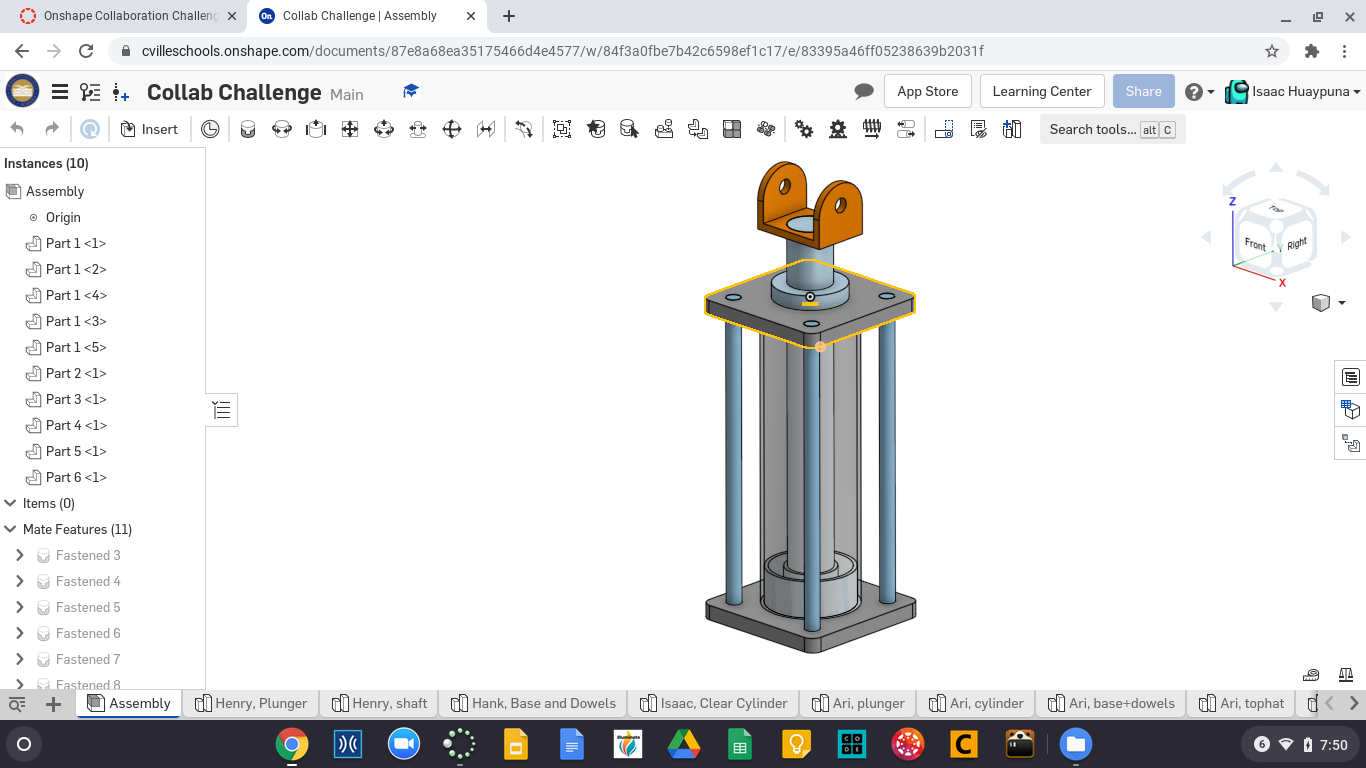 Onshape Collaboration Challeng
Collab Challenge | Assembly
cvilleschools.onshape.com/documents/87e8a68ea35175466d4e4577/w/84f3a0fbe7b42c6598ef1c17/e/83395a46ff05238639b2031f
Collab Challenge Main
App Store
Learning Center
Share
Isaac Huaypuna
Insert
Search tools... alt C
Instances (10)
Assembly
Origin
Part 1 <1>
Part 1 <2>
Part 1 <4>
Part 1 <3>
Part 1 <5>
Part 2 <1>
Part 3 <1>
Part 4 <1>
Part 5 <1>
Part 6 <1>
Items (0)
Mate Features (11)
Fastened 3
Fastened 4
Fastened 5
Fastened 6
Fastened 7
Fastened 8
Z
Top
Front
Right
Y
X
Assembly
Henry, Plunger
Henry, shaft
Hank, Base and Dowels
Isaac, Clear Cylinder
Ari, plunger
Ari, cylinder
Ari, base+dowels
Ari, tophat
6
7:50